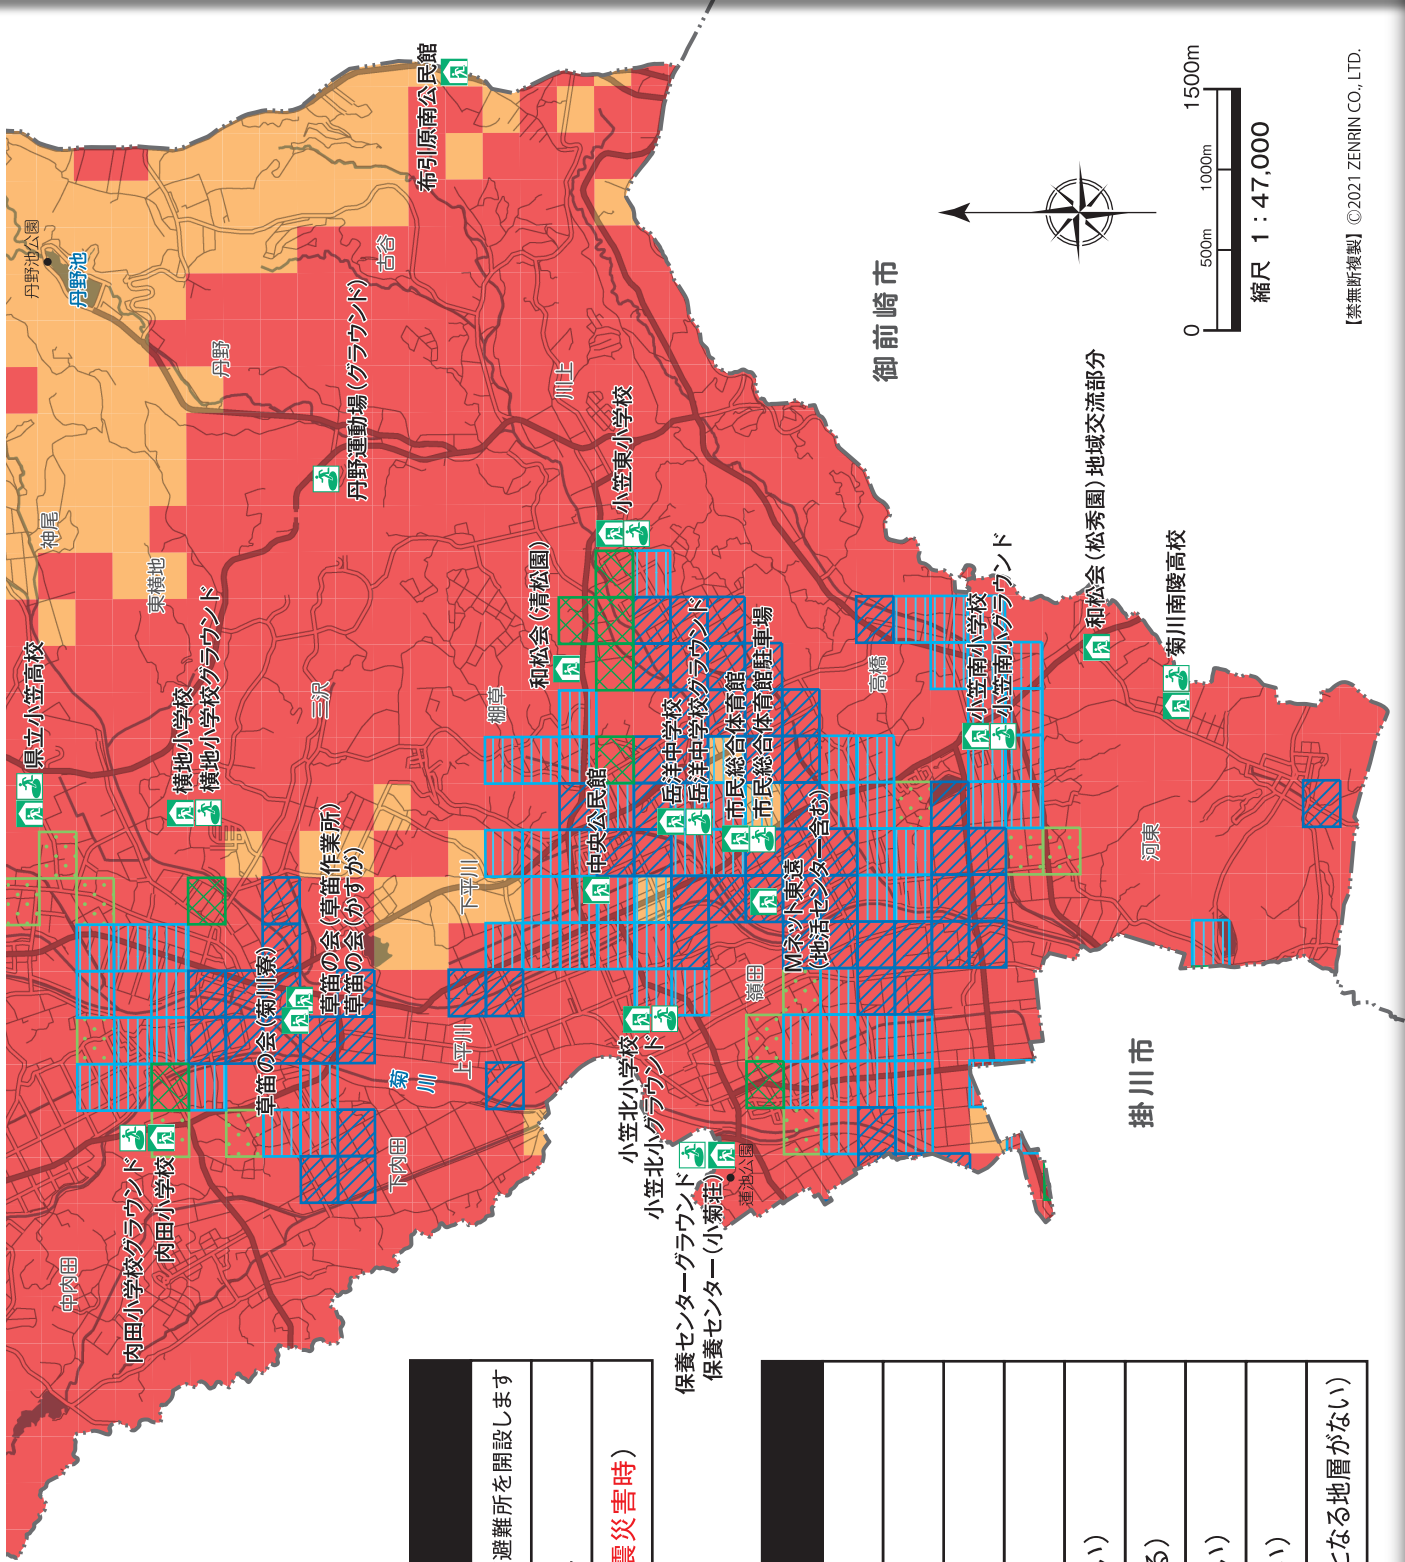 布引原南公民館
丹野池公園
丹野池
古谷
丹野
丹野運動場（グラウンド）
川上
小笠東小学校
神尾
東横地
県立小笠高校
横地小学校
横地小学校グラウンド
三沢
棚草
和松会（清松園）
岳洋中学校
岳洋中学校グラウンド
市民総合体育館
市民総合体育館駐車場
高橋
小笠南小学校
小笠南小グラウンド
和松会（松秀園）地域交流部分
菊川南陵高校
中央公民館
草笛の会（草笛作業所）
草笛の会（かすが）
下平川
草笛の会（菊川寮）
Mネット東遠
（地活センター含む）
嶺田
河東
上平川
菊川
下内田
小笠北小学校
小笠北小グラウンド
保養センターグラウンド
保養センター（小菊荘）
蓮池公園
内田小学校グラウンド
内田小学校
中内田
御前崎市
掛川市
0 500m 1000m 1500m
縮尺 1：47,000
【禁無断複製】©2021 ZENRIN CO., LTD.
避難所を開設します
震災害時）
い）
る）
い）
い）
になる地層がない）